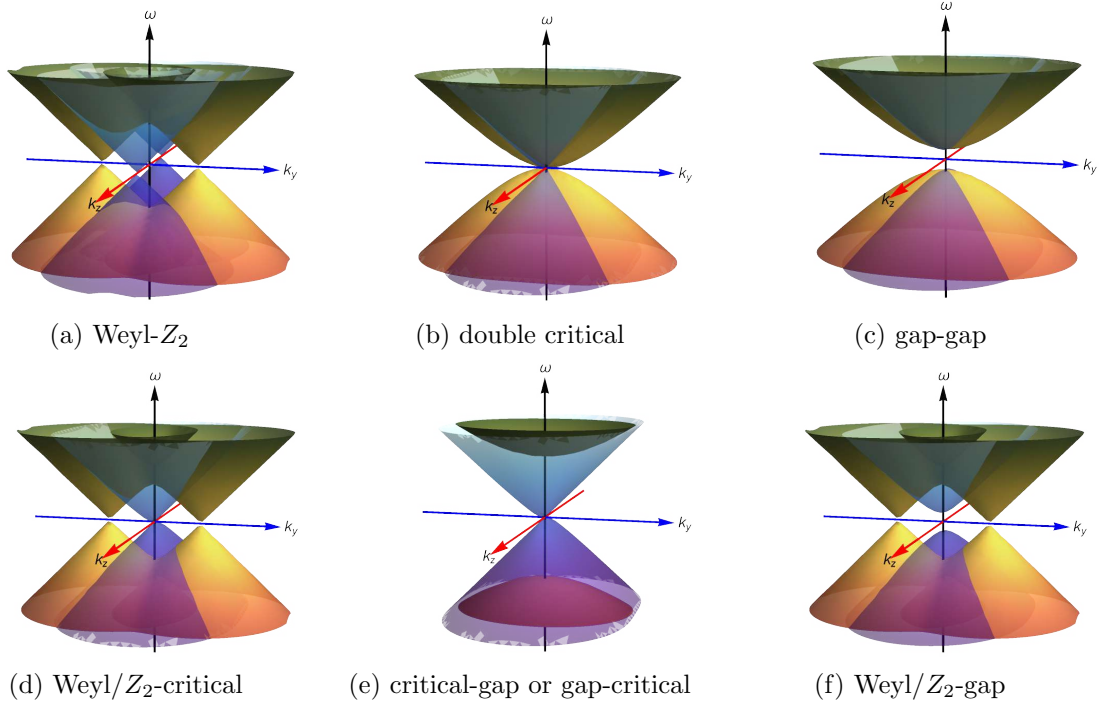 ω ω ω
k_y k_y k_y
k_z k_z k_z
(a) Weyl-Z_2 (b) double critical (c) gap-gap
ω ω ω
k_y k_y k_y
k_z k_z k_z
(d) Weyl/Z_2-critical (e) critical-gap or gap-critical (f) Weyl/Z_2-gap